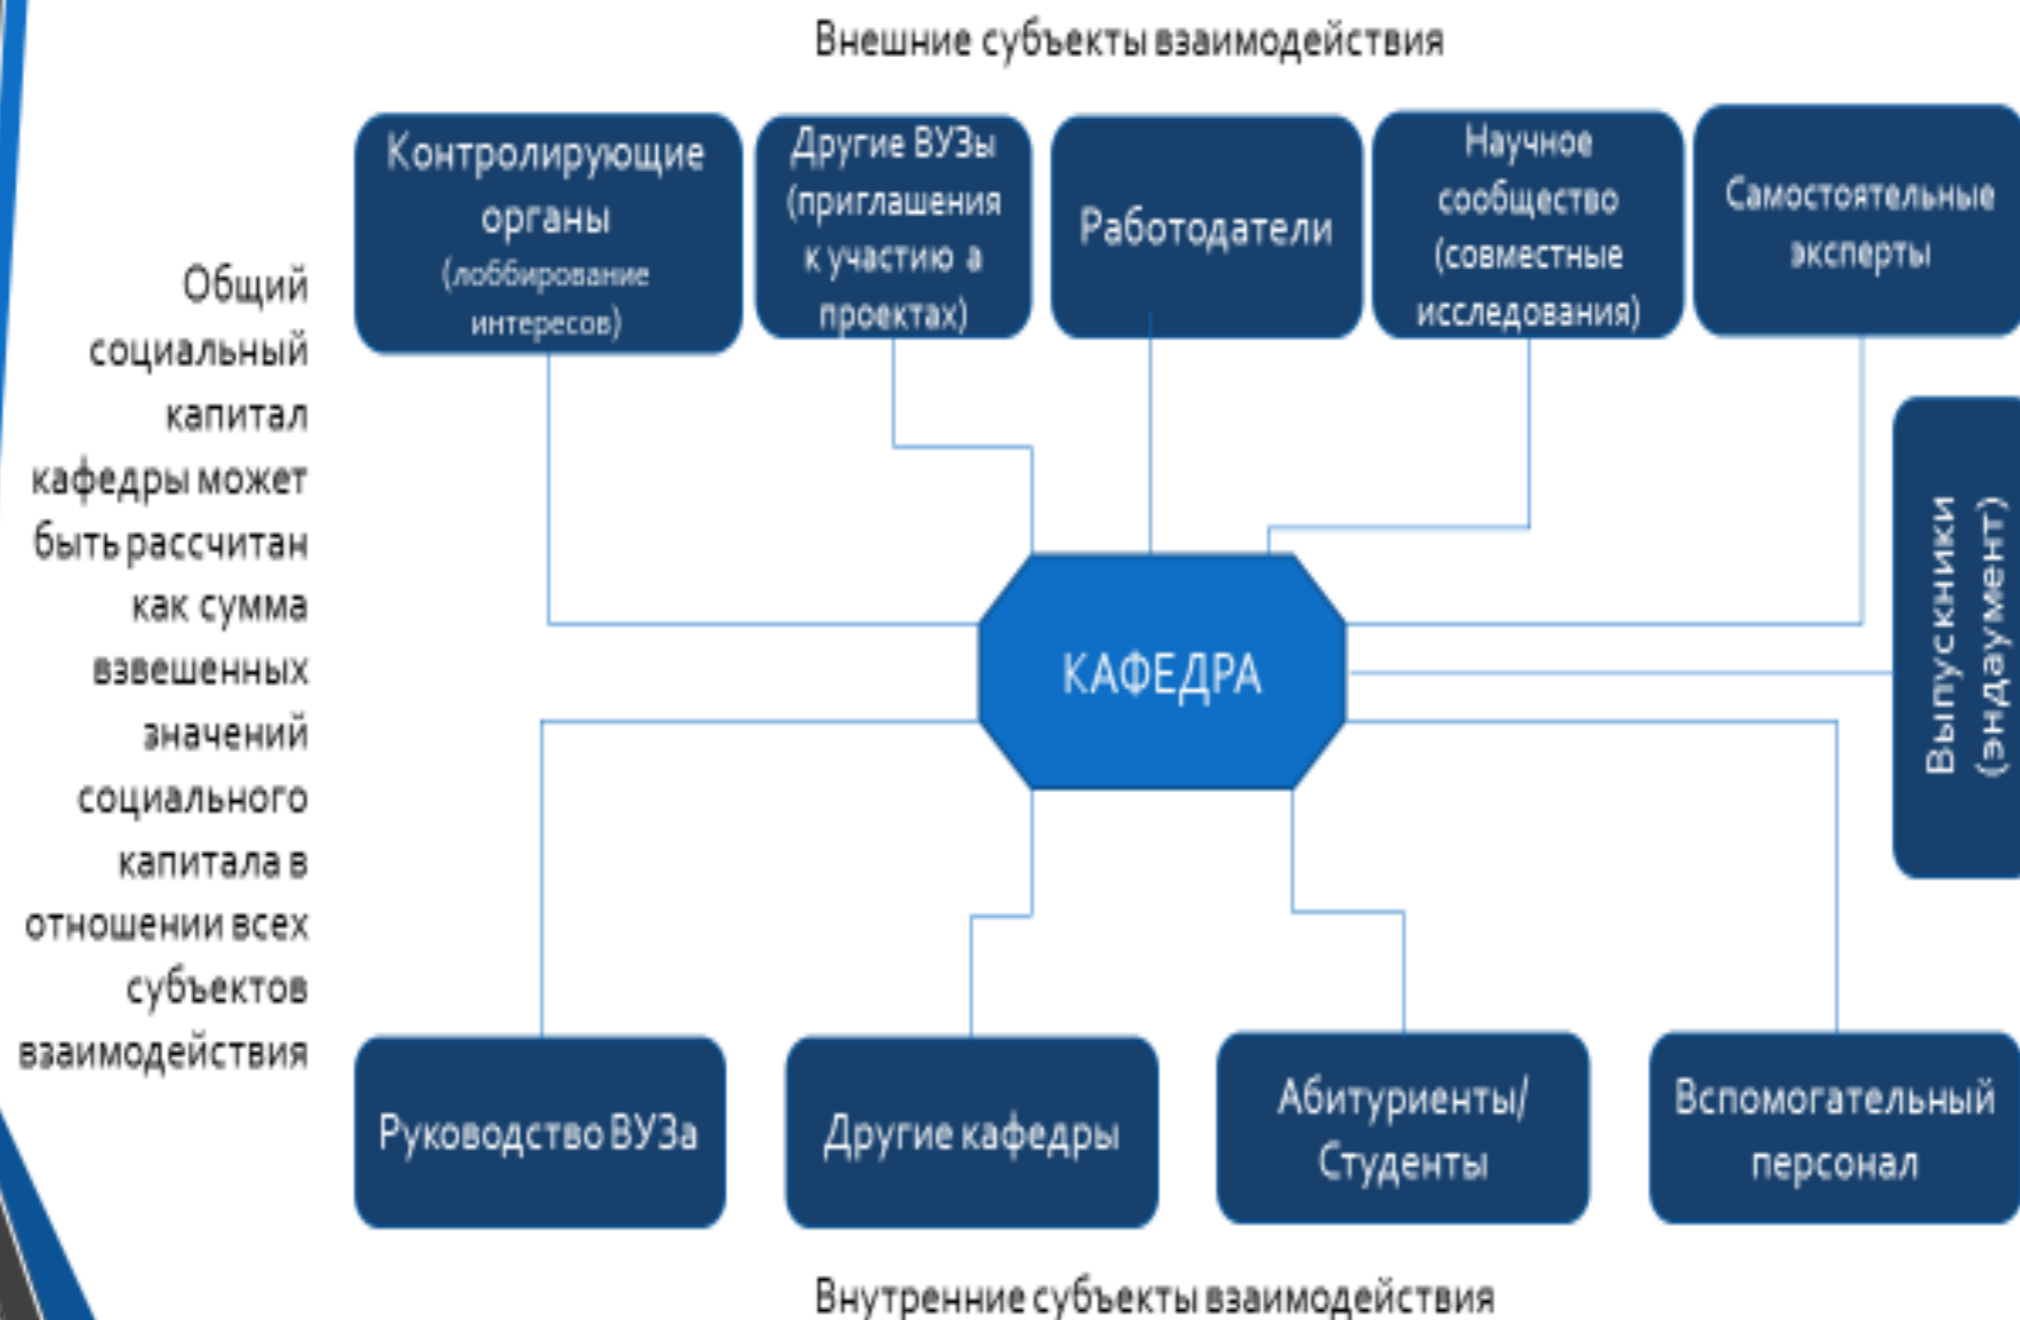 Внешние субъекты взаимодействия
Контролирующие
органы
(лоббирование
интересов)
Другие ВУЗы
(приглашения
к участию а
проектах)
Работодатели
Научное
сообщество
(совместные
исследования)
Самостоятельные
эксперты
Общий
социальный
капитал
кафедры может
быть рассчитан
как сумма
взвешенных
значений
социального
капитала в
отношении всех
субъектов
взаимодействия
КАФЕДРА
Выпускники
(эндаумент)
Руководство ВУЗа
Другие кафедры
Абитуриенты/
Студенты
Вспомогательный
персонал
Внутренние субъекты взаимодействия